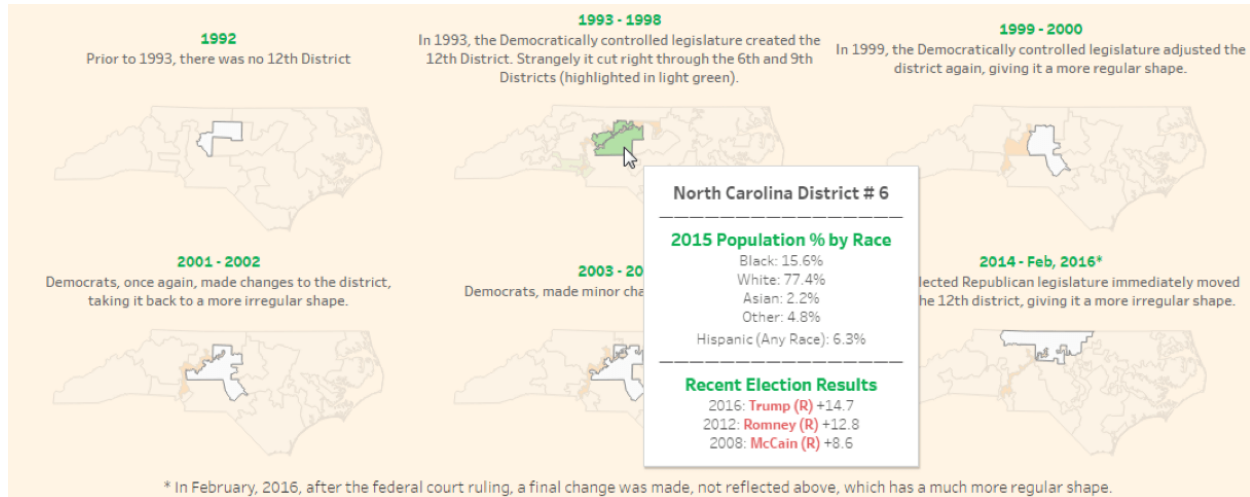 1992
Prior to 1993, there was no 12th District
1993 - 1998
In 1993, the Democratically controlled legislature created the
12th District. Strangely it cut right through the 6th and 9th
Districts (highlighted in light green).
1999 - 2000
In 1999, the Democratically controlled legislature adjusted the
district again, giving it a more regular shape.
North Carolina District # 6
2015 Population % by Race
Black: 15.6%
White: 77.4%
Asian: 2.2%
Other: 4.8%
Hispanic (Any Race): 6.3%
Recent Election Results
2016: Trump (R) +14.7
2012: Romney (R) +12.8
2008: McCain (R) +8.6
2001 - 2002
Democrats, once again, made changes to the district,
taking it back to a more irregular shape.
2003 - 20
Democrats, made minor cha
2014 - Feb, 2016*
lected Republican legislature immediately moved
he 12th district, giving it a more irregular shape.
* In February, 2016, after the federal court ruling, a final change was made, not reflected above, which has a much more regular shape.